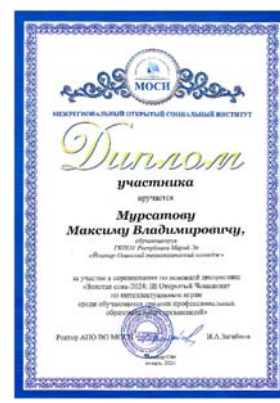 МОСИ
МЕЖРЕГИОНАЛЬНЫЙ ОТКРЫТЫЙ СОЦИАЛЬНЫЙ ИНСТИТУТ
Диплом
участника
вручается
Мурсатову
Максиму Владимировичу,
обучающемуся
ГБПОУ Республики Марий Эл
«Йошкар-Олинский технологический колледж»
за участие в соревновании по основной дисциплине
«Золотая сова-2024: III Открытый Чемпионат
по интеллектуальным играм
среди обучающихся средних профессиональных
образовательных организаций»
Ректор АНО ВО МОСИ
Йошкар-Ола